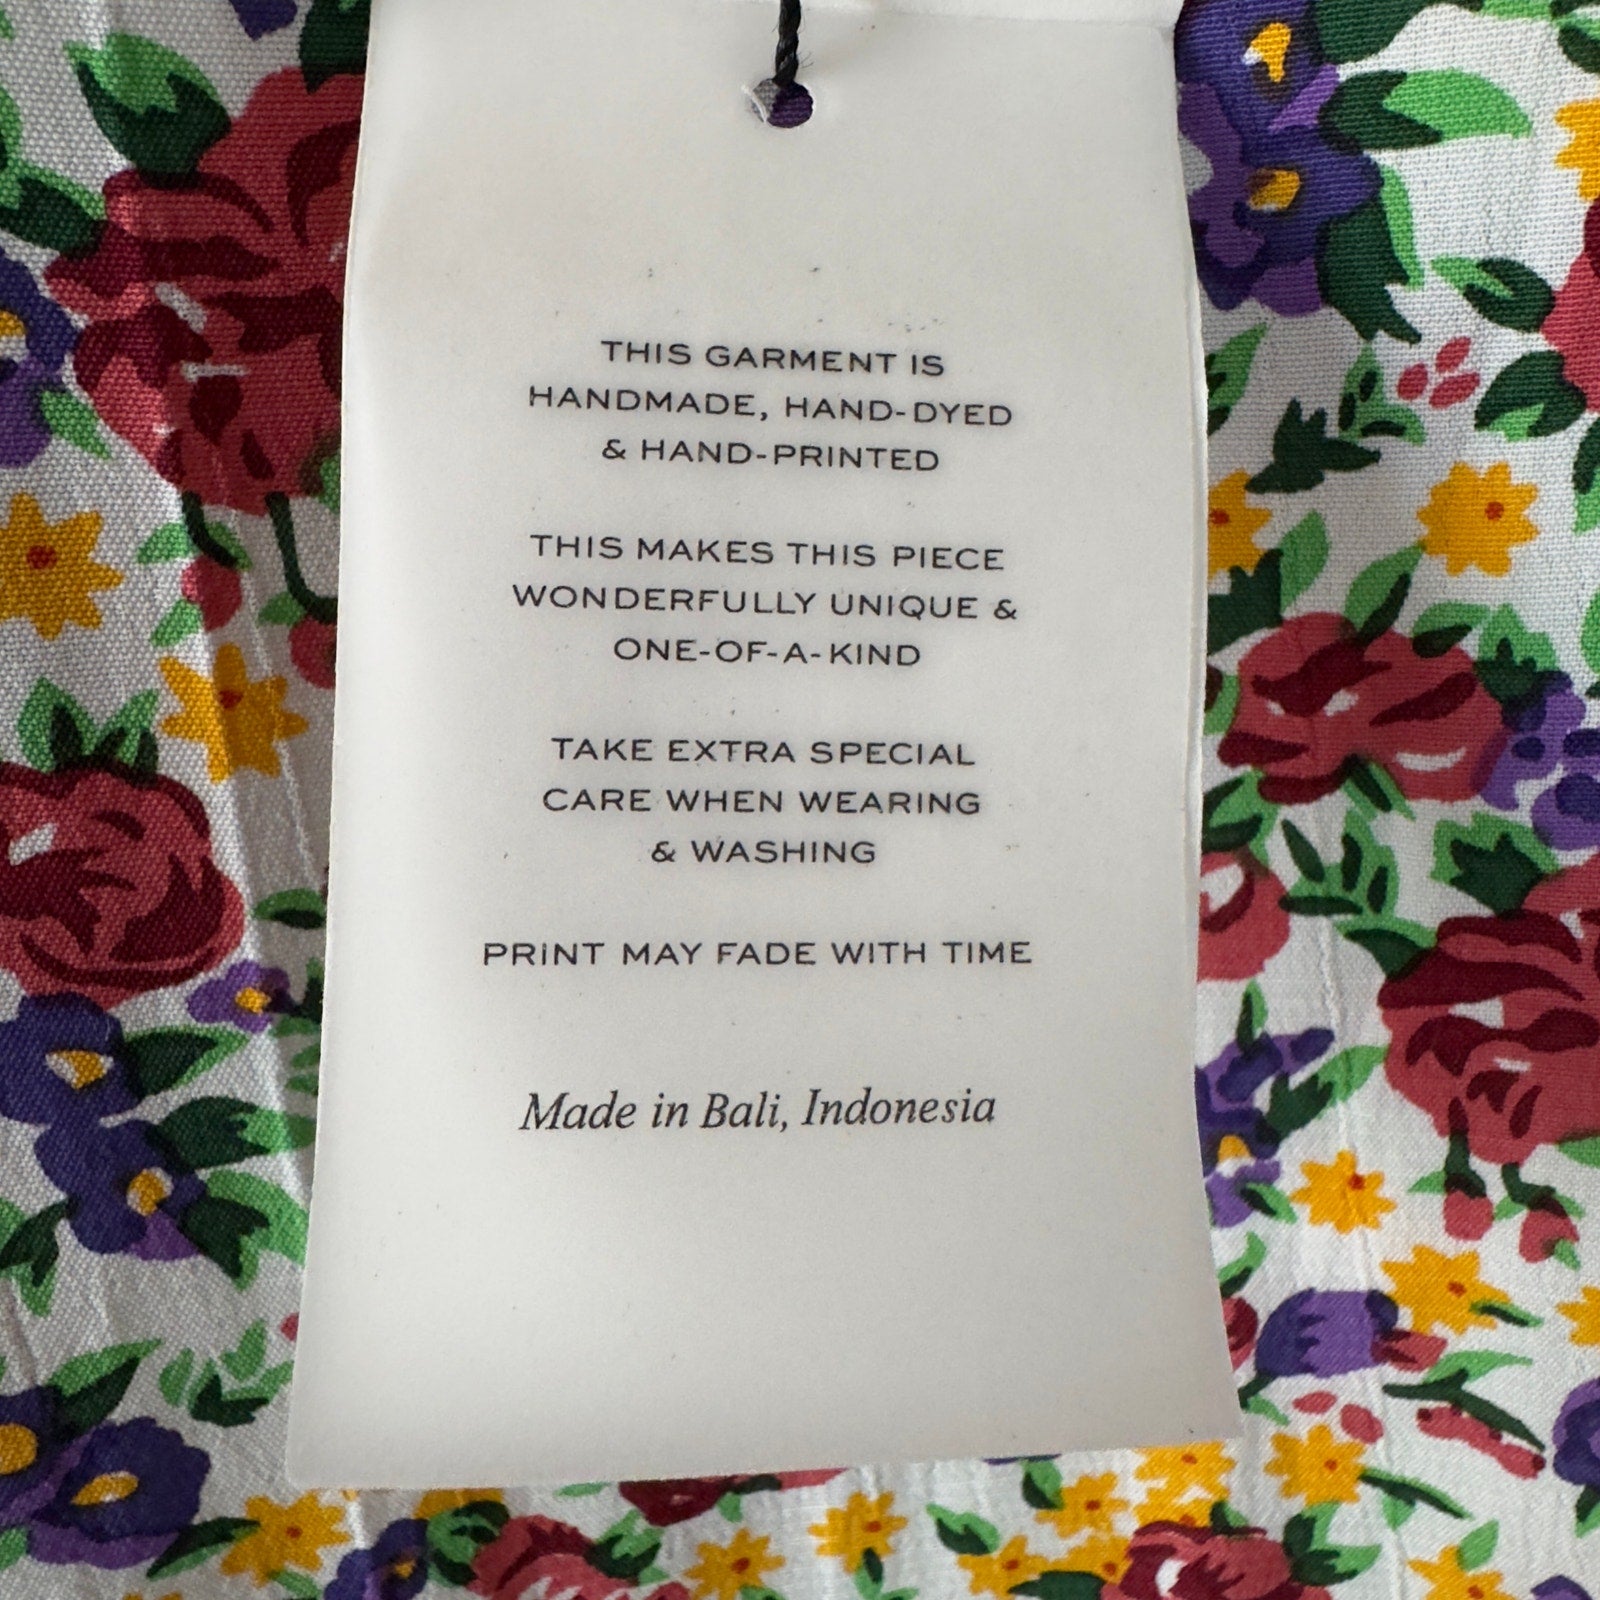 THIS GARMENT IS
HANDMADE, HAND-DYED
& HAND-PRINTED
THIS MAKES THIS PIECE
WONDERFULLY UNIQUE &
ONE-OF-A-KIND
TAKE EXTRA SPECIAL
CARE WHEN WEARING
& WASHING
PRINT MAY FADE WITH TIME
Made in Bali, Indonesia